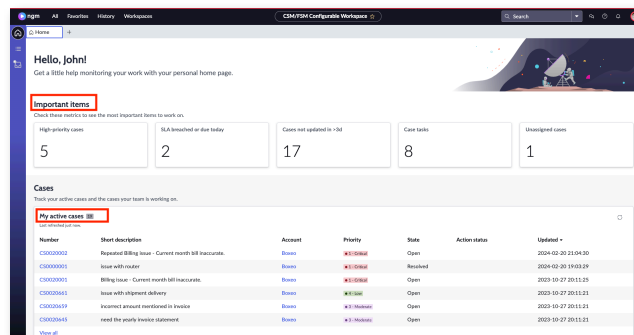 ngm All Favorites History Workspaces CSM/FSM Configurable Workspace ☆ Search
Home +
Hello, John!
Get a little help monitoring your work with your personal home page.
Important items
Check these metrics to see the most important items to work on.
High-priority cases SLA breached or due today Cases not updated in >3d Case tasks Unassigned cases
5 2 17 8 1
Cases
Track your active cases and the cases your team is working on.
My active cases
Last refreshed just now.
Number Short description Account Priority State Action status Updated
CS0020002 Repeated Billing issue - Current month bill inaccurate. Boxeo 1 - Critical Open 2024-02-20 21:04:30
CS0000001 Issue with router Boxeo 1 - Critical Resolved 2024-02-20 19:03:29
CS0020001 Billing issue - Current month bill inaccurate. Boxeo 1 - Critical Open 2023-10-27 20:11:25
CS0020661 Issue with shipment delivery Boxeo 4 - Low Open 2023-10-27 20:11:21
CS0020659 Incorrect amount mentioned in invoice Boxeo 3 - Moderate Open 2023-10-27 20:11:21
CS0020645 need the yearly invoice statement Boxeo 3 - Moderate Open 2023-10-27 20:11:21
View all